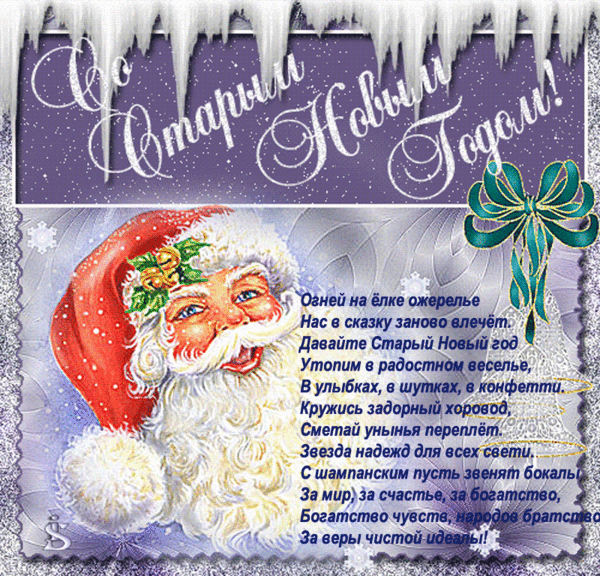 Со
Старым Новым Годом!
Огней на ёлке ожерелье
Нас в сказку заново влечёт.
Давайте Старый Новый год
Утопим в радостном веселье,
В улыбках, в шутках, в конфетти.
Кружись задорный хоровод,
Сметай унынья переплёт.
Звезда надежд для всех свети.
С шампанским пусть звенят бокалы
За мир, за счастье, за богатство,
Богатство чувств, народов братство
За веры чистой идеалы!